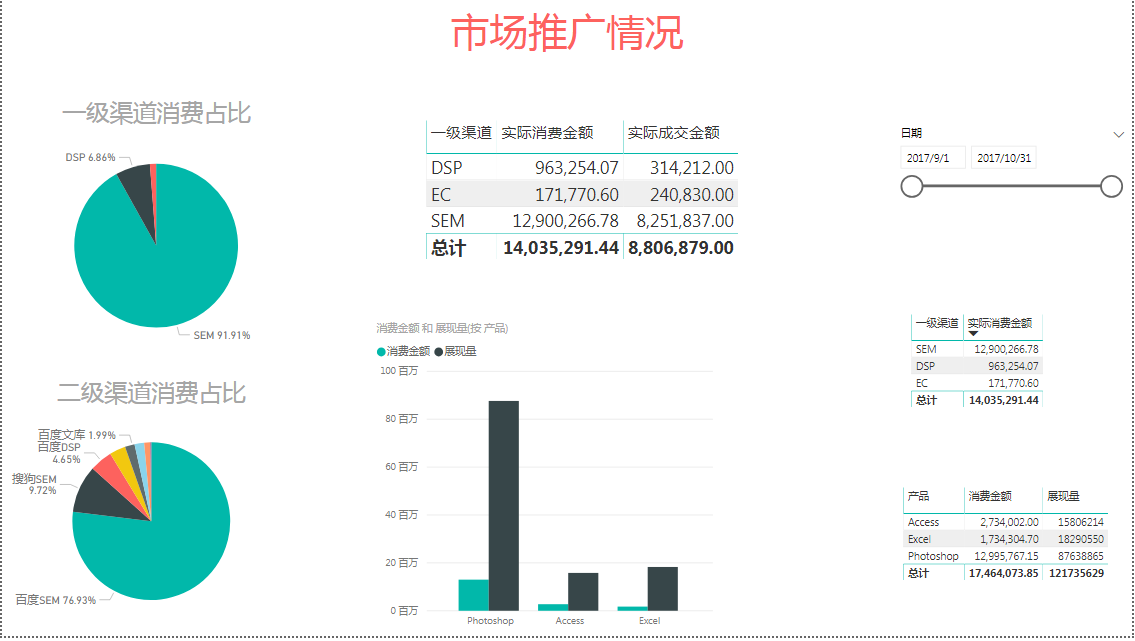 市场推广情况
一级渠道消费占比
DSP 6.86%
SEM 91.91%
二级渠道消费占比
百度文库 1.99%
百度DSP
4.65%
搜狗SEM
9.72%
百度SEM 76.93%
一级渠道 实际消费金额 实际成交金额
DSP 963,254.07 314,212.00
EC 171,770.60 240,830.00
SEM 12,900,266.78 8,251,837.00
总计 14,035,291.44 8,806,879.00
消费金额 和 展现量(按 产品)
消费金额 展现量
100 百万
80 百万
60 百万
40 百万
20 百万
0 百万
Photoshop Access Excel
日期
2017/9/1 2017/10/31
一级渠道 实际消费金额
SEM 12,900,266.78
DSP 963,254.07
EC 171,770.60
总计 14,035,291.44
产品 消费金额 展现量
Access 2,734,002.00 15806214
Excel 1,734,304.70 18290550
Photoshop 12,995,767.15 87638865
总计 17,464,073.85 121735629